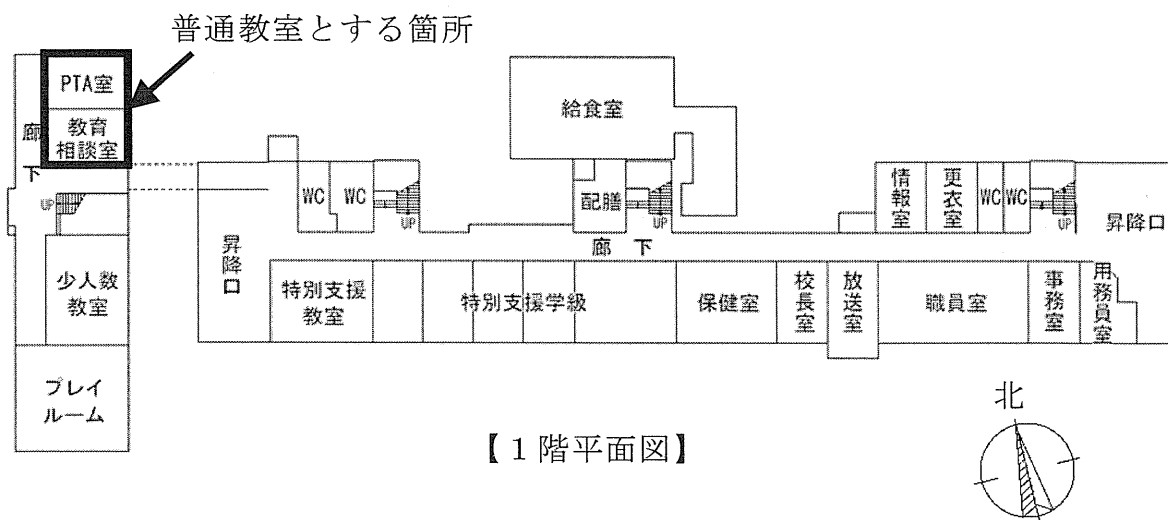 普通教室とする箇所
PTA室
教育
相談室
廊
下
UP
少人数
教室
プレイ
ルーム
昇
降
口
WC
WC
UP
特別支援
教室
特別支援学級
給食室
配膳
UP
廊 下
保健室
校
長
室
放
送
室
職員室
情
報
室
更
衣
室
WC
WC
UP
昇降口
事
務
室
用
務
員
室
【１階平面図】
北